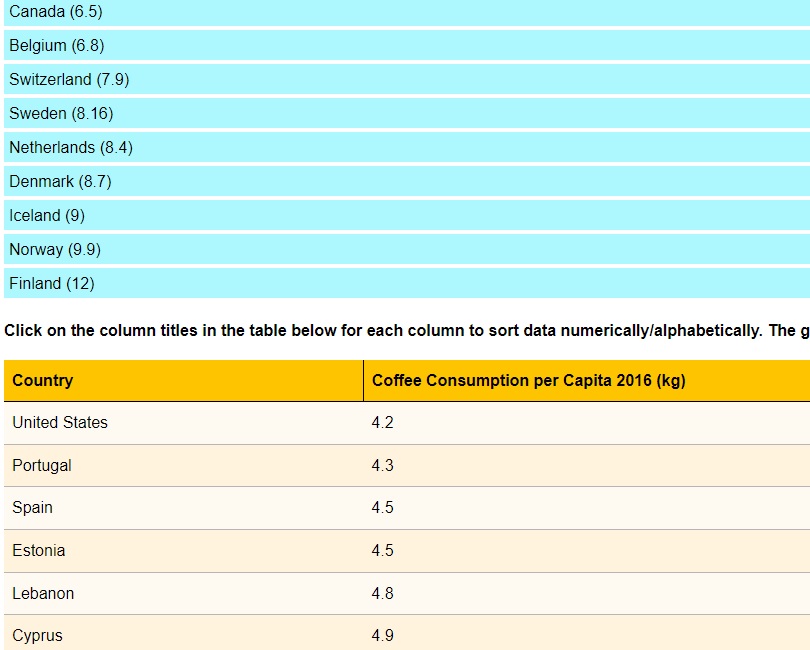 Canada (6.5)
Belgium (6.8)
Switzerland (7.9)
Sweden (8.16)
Netherlands (8.4)
Denmark (8.7)
Iceland (9)
Norway (9.9)
Finland (12)
Click on the column titles in the table below for each column to sort data numerically/alphabetically. The
Country Coffee Consumption per Capita 2016 (kg)
United States 4.2
Portugal 4.3
Spain 4.5
Estonia 4.5
Lebanon 4.8
Cyprus 4.9